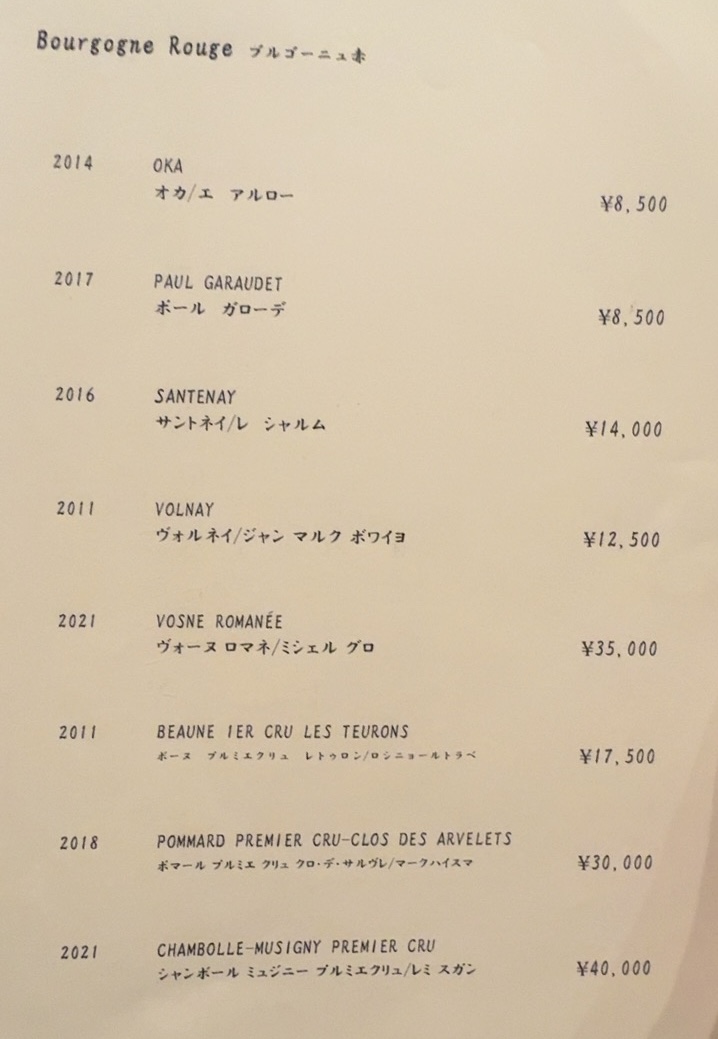 Bourgogne Rouge ブルゴーニュ赤
2014 OKA
オカ/エ アルロー ¥8,500
2017 PAUL GARAUDET
ポール ガローデ ¥8,500
2016 SANTENAY
サントネイ/レ シャルム ¥14,000
2011 VOLNAY
ヴォルネイ/ジャン マルク ボワイヨ ¥12,500
2021 VOSNE ROMANÉE
ヴォーヌ ロマネ/ミシェル グロ ¥35,000
2011 BEAUNE 1ER CRU LES TEURONS
ボーヌ プルミエクリュ レトゥロン/ロシニョールトラペ ¥17,500
2018 POMMARD PREMIER CRU-CLOS DES ARVELETS
ポマール プルミエ クリュ クロ・デ・サルヴレ/マークハイスマ ¥30,000
2021 CHAMBOLLE-MUSIGNY PREMIER CRU
シャンボール ミュジニー プルミエクリュ/レミ スガン ¥40,000